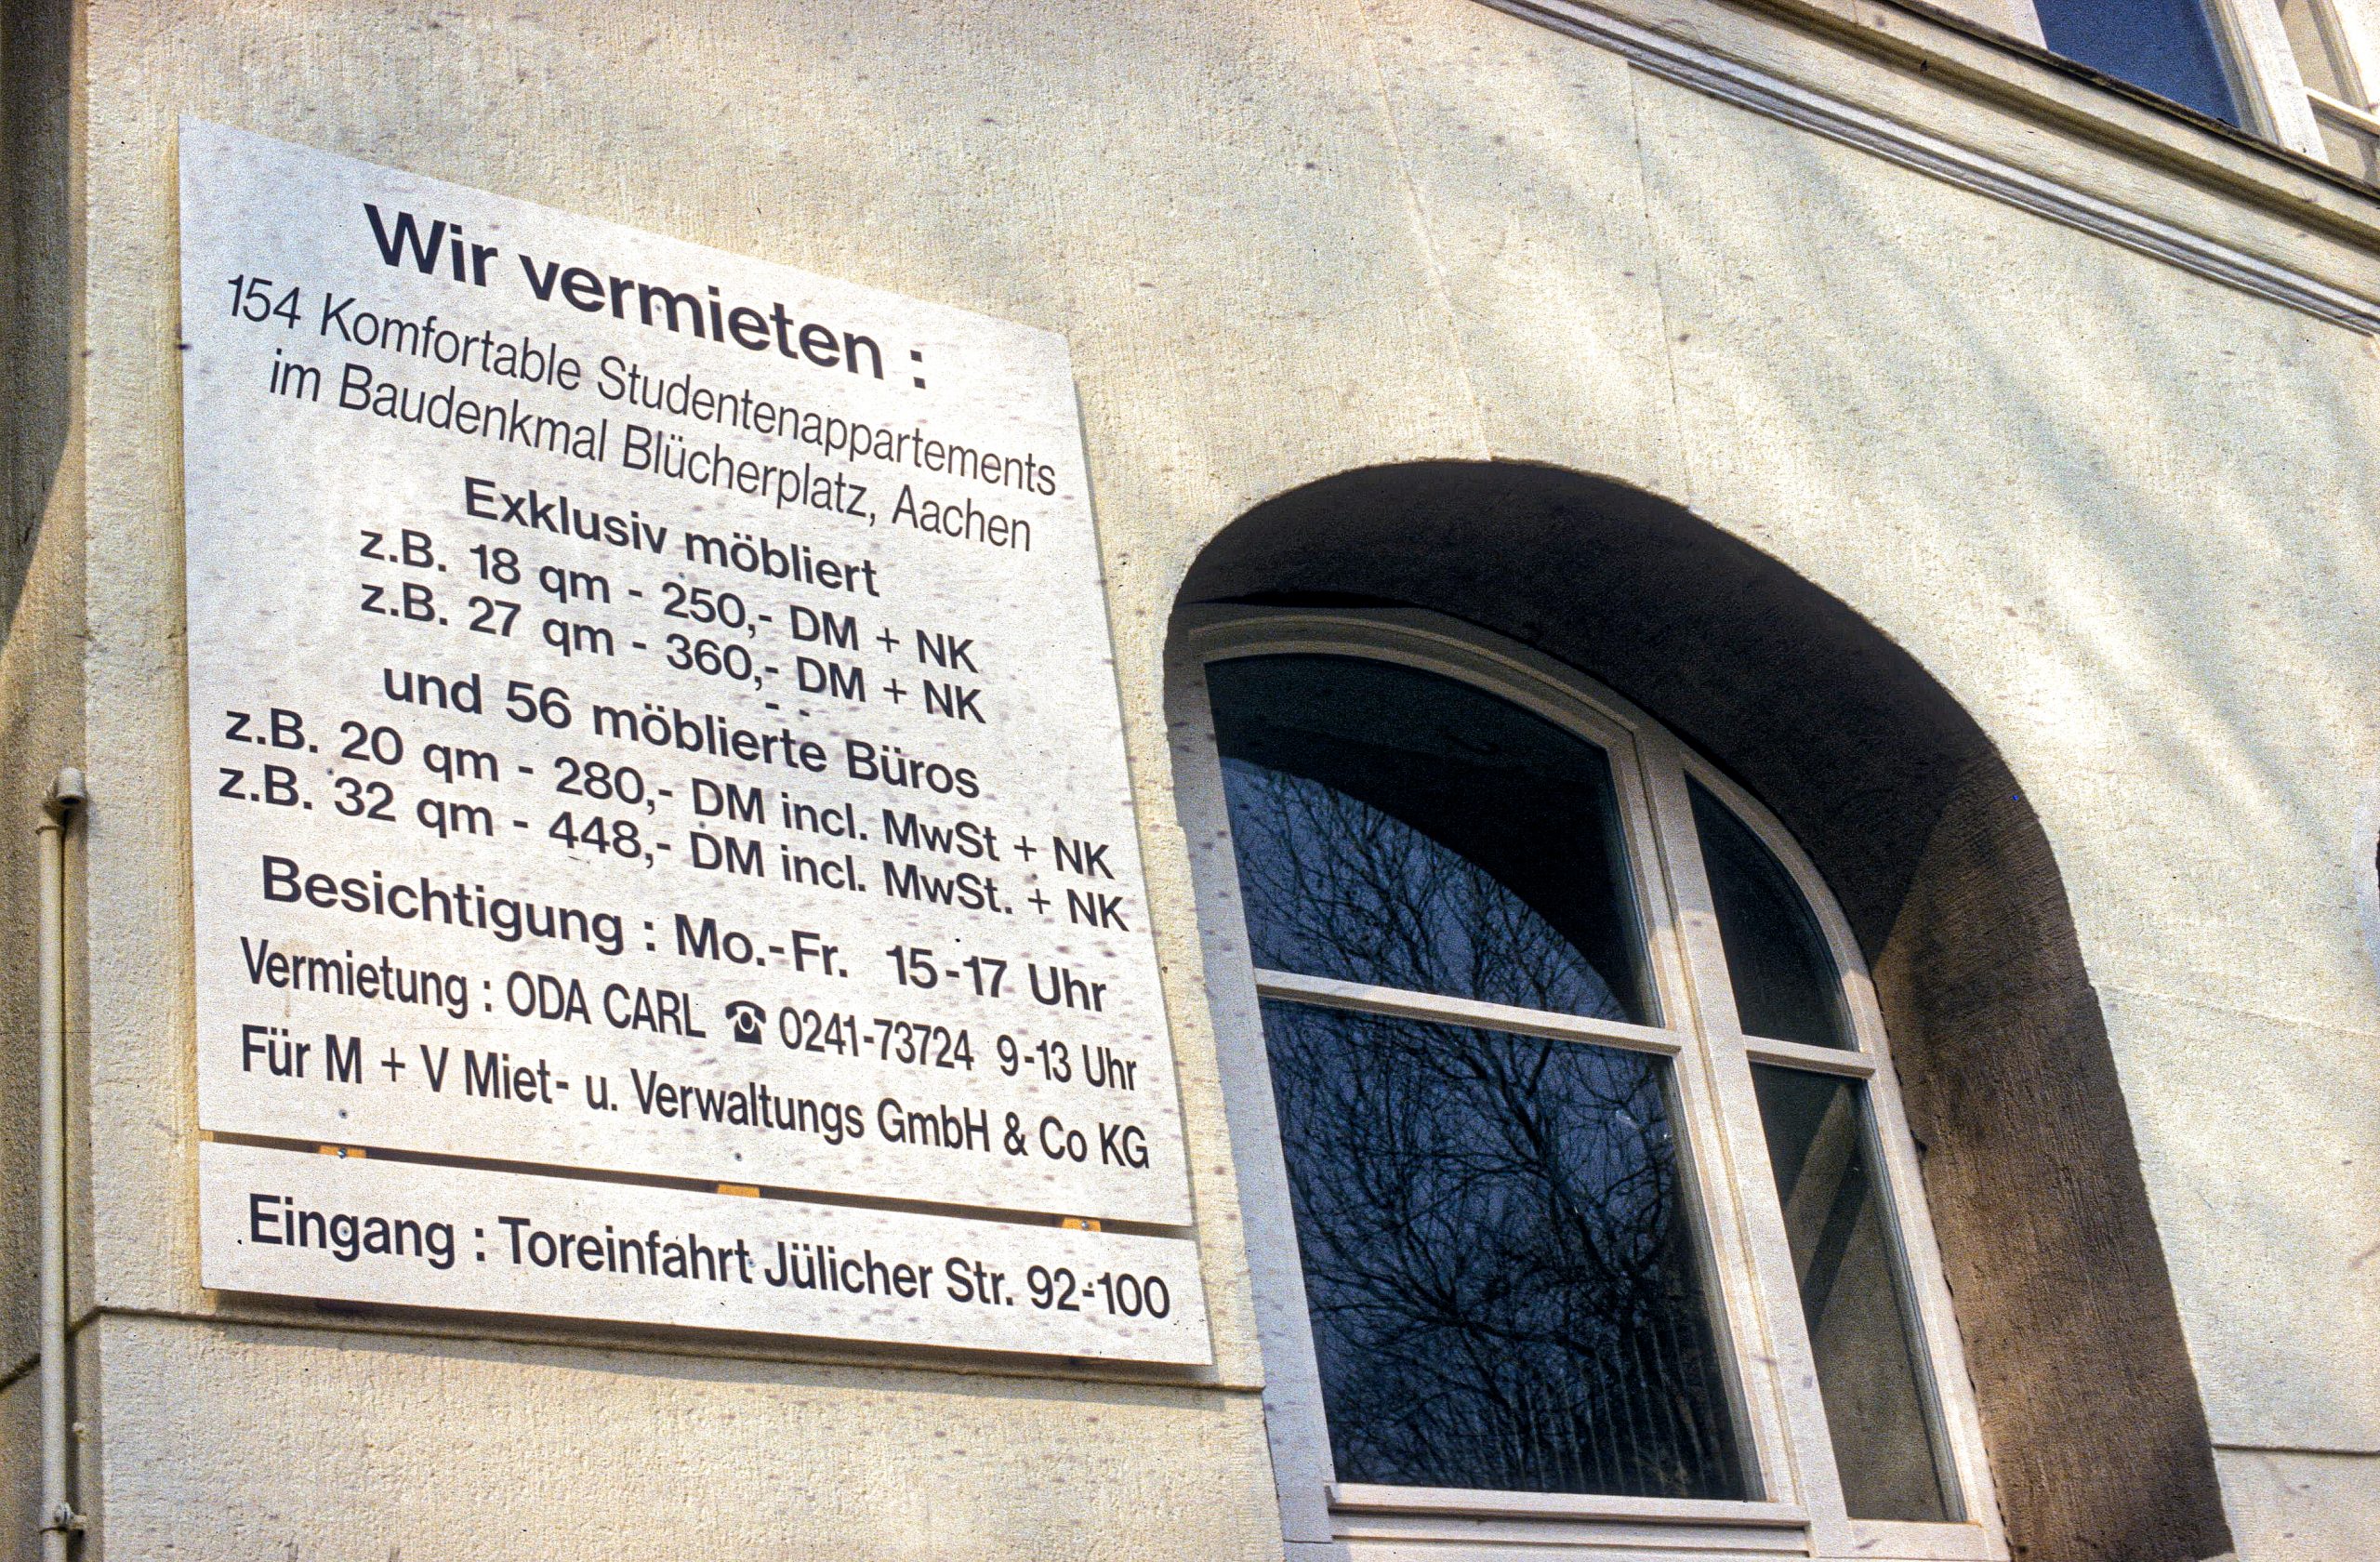 Wir vermieten :
154 Komfortable Studentenappartements
im Baudenkmal Blücherplatz, Aachen
Exklusiv möbliert
z.B. 18 qm - 250,- DM + NK
z.B. 27 qm - 360,- DM + NK
und 56 möblierte Büros
z.B. 20 qm - 280,- DM incl. MwSt + NK
z.B. 32 qm - 448,- DM incl. MwSt. + NK
Besichtigung : Mo.-Fr. 15-17 Uhr
Vermietung : ODA CARL ☎ 0241-73724 9-13 Uhr
Für M + V Miet- u. Verwaltungs GmbH & Co KG
Eingang : Toreinfahrt Jülicher Str. 92-100